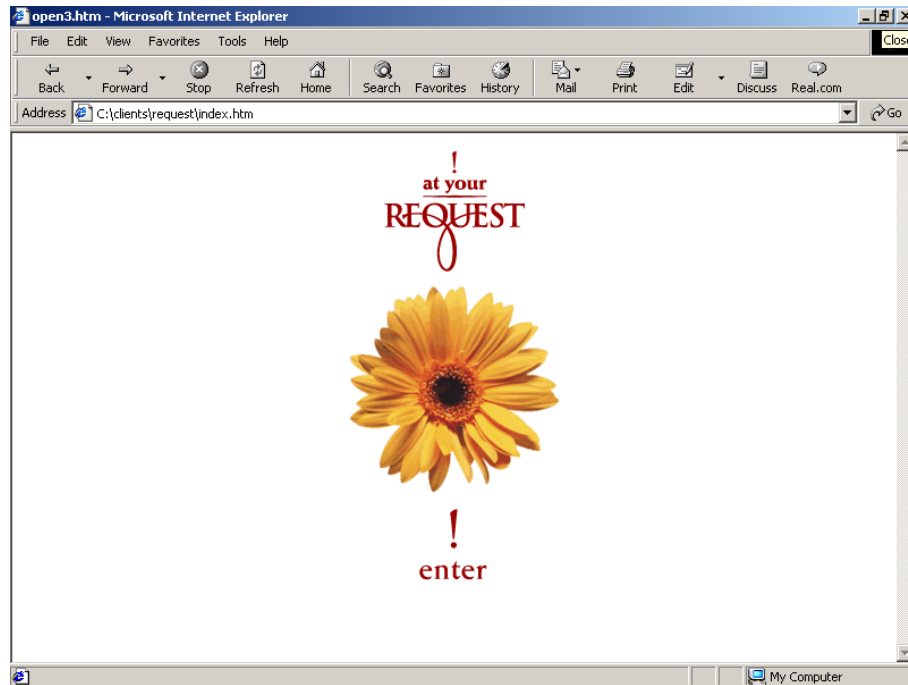 open3.htm - Microsoft Internet Explorer
File Edit View Favorites Tools Help
Close
Back Forward Stop Refresh Home Search Favorites History Mail Print Edit Discuss Real.com
Address C:\clients\request\index.htm Go
!
at your
REQUEST
!
enter
My Computer